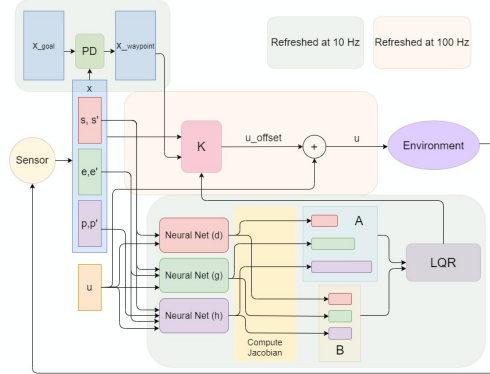 x_goal
PD
x_waypoint
Refreshed at 10 Hz
Refreshed at 100 Hz
x
s, s'
e,e'
p,p'
u
Sensor
K
u_offset
+
u
Environment
Neural Net (d)
Neural Net (g)
Neural Net (h)
Compute
Jacobian
A
B
LQR